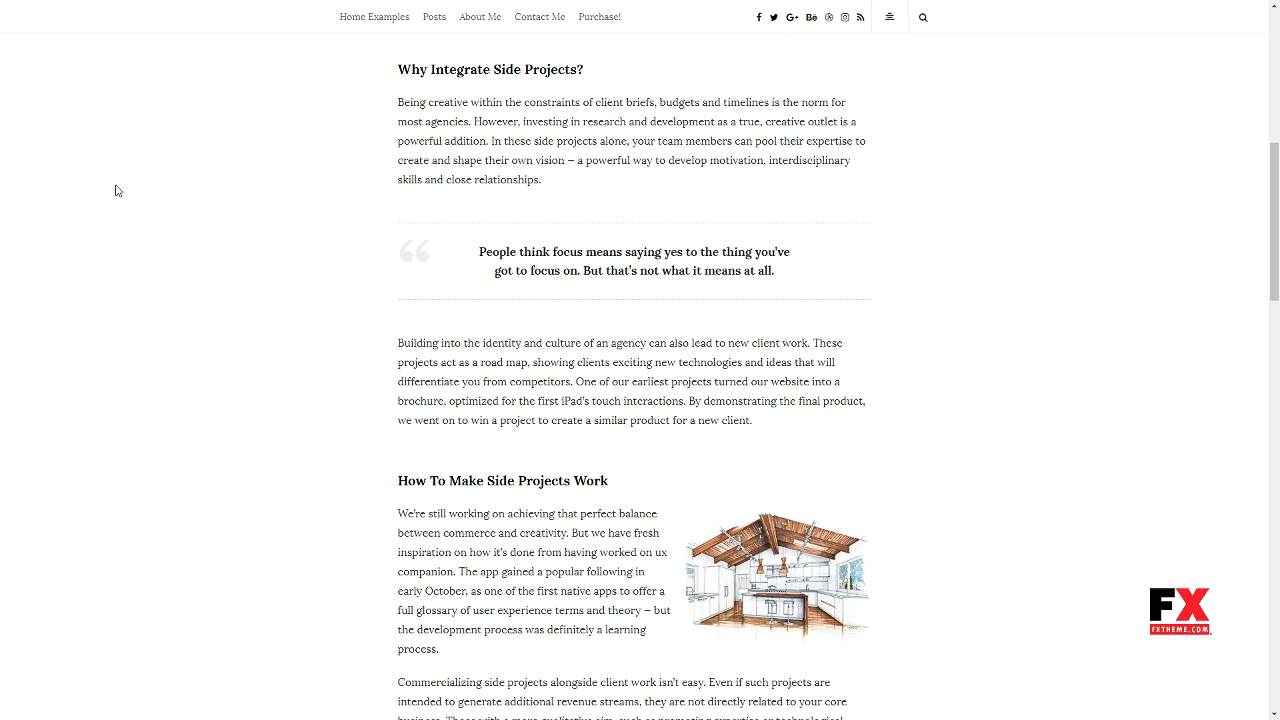 Home Examples Posts About Me Contact Me Purchase!
Why Integrate Side Projects?
Being creative within the constraints of client briefs, budgets and timelines is the norm for
most agencies. However, investing in research and development as a true, creative outlet is a
powerful addition. In these side projects alone, your team members can pool their expertise to
create and shape their own vision — a powerful way to develop motivation, interdisciplinary
skills and close relationships.
People think focus means saying yes to the thing you've
got to focus on. But that's not what it means at all.
Building into the identity and culture of an agency can also lead to new client work. These
projects act as a road map, showing clients exciting new technologies and ideas that will
differentiate you from competitors. One of our earliest projects turned our website into a
brochure, optimized for the first iPad's touch interactions. By demonstrating the final product,
we went on to win a project to create a similar product for a new client.
How To Make Side Projects Work
We're still working on achieving that perfect balance
between commerce and creativity. But we have fresh
inspiration on how it's done from having worked on ux
companion. The app gained a popular following in
early October, as one of the first native apps to offer a
full glossary of user experience terms and theory — but
the development process was definitely a learning
process.
FX
FXTHEME.COM
Commercializing side projects alongside client work isn't easy. Even if such projects are
intended to generate additional revenue streams, they are not directly related to your core